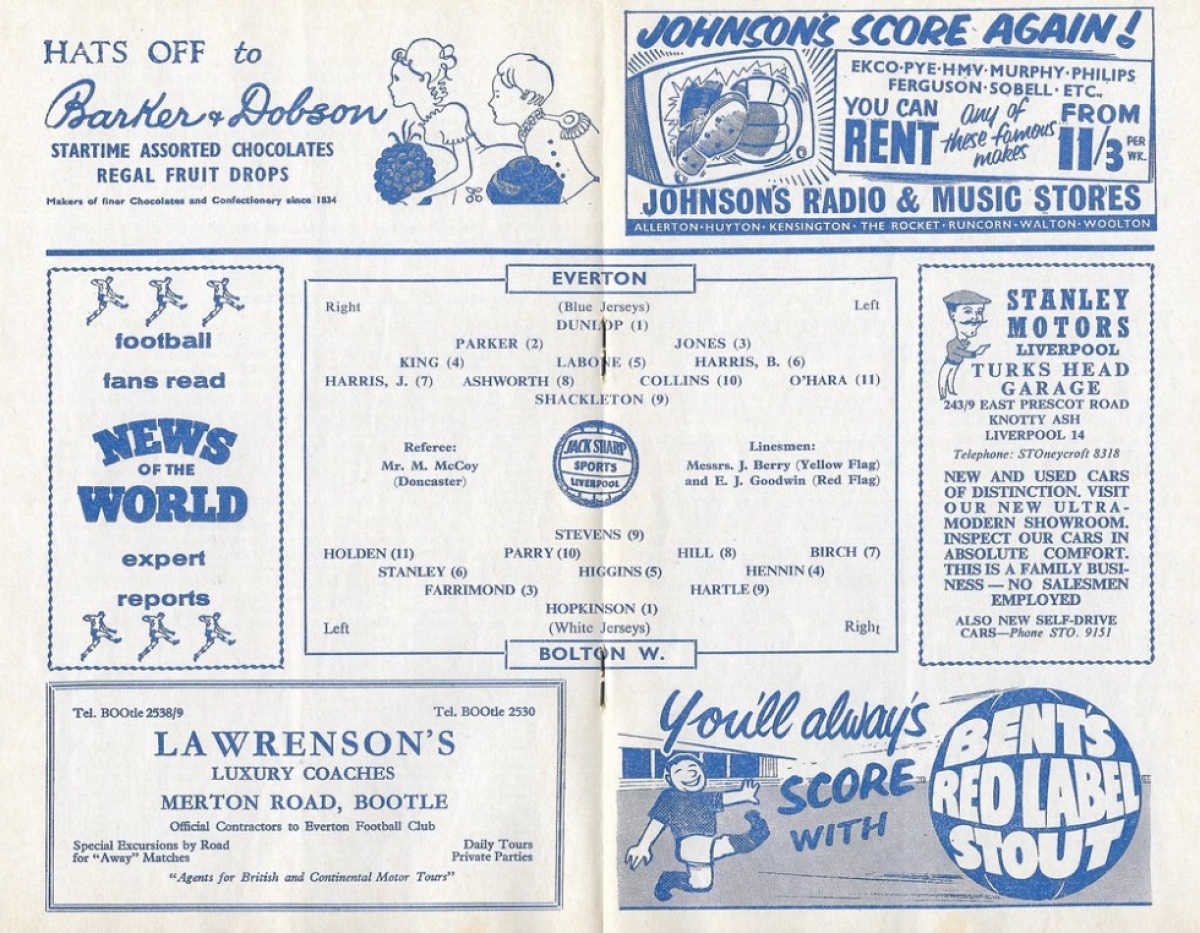 HATS OFF to
Barker & Dobson
STARTIME ASSORTED CHOCOLATES
REGAL FRUIT DROPS
Makers of finer Chocolates and Confectionery since 1834
JOHNSON'S SCORE AGAIN!
EKCO·PYE·HMV·MURPHY·PHILIPS
FERGUSON·SOBELL·ETC.,
YOU CAN
RENT
any of
these famous
makes
FROM
11/3 PER
WK.
JOHNSON'S RADIO & MUSIC STORES
ALLERTON·HUYTON·KENSINGTON·THE ROCKET·RUNCORN·WALTON·WOOLTON
football
fans read
NEWS
OF THE
WORLD
expert
reports
EVERTON
Right (Blue Jerseys) Left
DUNLOP (1)
PARKER (2) JONES (3)
KING (4) LABONE (5) HARRIS, B. (6)
HARRIS, J. (7) ASHWORTH (8) COLLINS (10) O'HARA (11)
SHACKLETON (9)
Referee:
Mr. M. McCoy
(Doncaster)
JACK SHARP
SPORTS
LIVERPOOL
Linesmen:
Messrs. J. Berry (Yellow Flag)
and E. J. Goodwin (Red Flag)
STEVENS (9)
HOLDEN (11) PARRY (10) HILL (8) BIRCH (7)
STANLEY (6) HIGGINS (5) HENNIN (4)
FARRIMOND (3) HARTLE (9)
HOPKINSON (1)
Left (White Jerseys) Right
BOLTON W.
STANLEY
MOTORS
LIVERPOOL
TURKS HEAD
GARAGE
243/9 EAST PRESCOT ROAD
KNOTTY ASH
LIVERPOOL 14
Telephone: STOneycroft 8318
NEW AND USED CARS
OF DISTINCTION. VISIT
OUR NEW ULTRA-
MODERN SHOWROOM.
INSPECT OUR CARS IN
ABSOLUTE COMFORT.
THIS IS A FAMILY BUSI-
NESS — NO SALESMEN
EMPLOYED
ALSO NEW SELF-DRIVE
CARS—Phone STO. 9151
Tel. BOOtle 2538/9 Tel. BOOtle 2530
LAWRENSON'S
LUXURY COACHES
MERTON ROAD, BOOTLE
Official Contractors to Everton Football Club
Special Excursions by Road
for "Away" Matches
Daily Tours
Private Parties
"Agents for British and Continental Motor Tours"
You'll always
SCORE
WITH
BENT'S
RED LABEL
STOUT